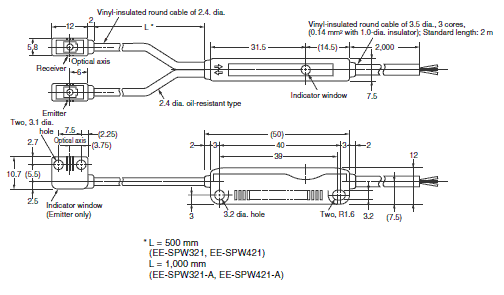 Vinyl-insulated round cable of 2.4. dia.
Vinyl-insulated round cable of 3.5 dia., 3 cores,
(0.14 mm² with 1.0-dia. insulator); Standard length: 2 m
12
2
L *
31.5
(14.5)
2,000
5.8
Receiver
Optical axis
6
Emitter
2.4 dia. oil-resistant type
Indicator window
7.5
Two, 3.1 dia.
hole
7.5
(2.25)
Optical axis
(3.75)
2.7
10.7
(5.5)
2.5
Indicator window
(Emitter only)
(50)
2
3
40
3
2
39
12
3
3.2 dia. hole
Two, R1.6
3.2
(7.5)
* L = 500 mm
(EE-SPW321, EE-SPW421)
L = 1,000 mm
(EE-SPW321-A, EE-SPW421-A)